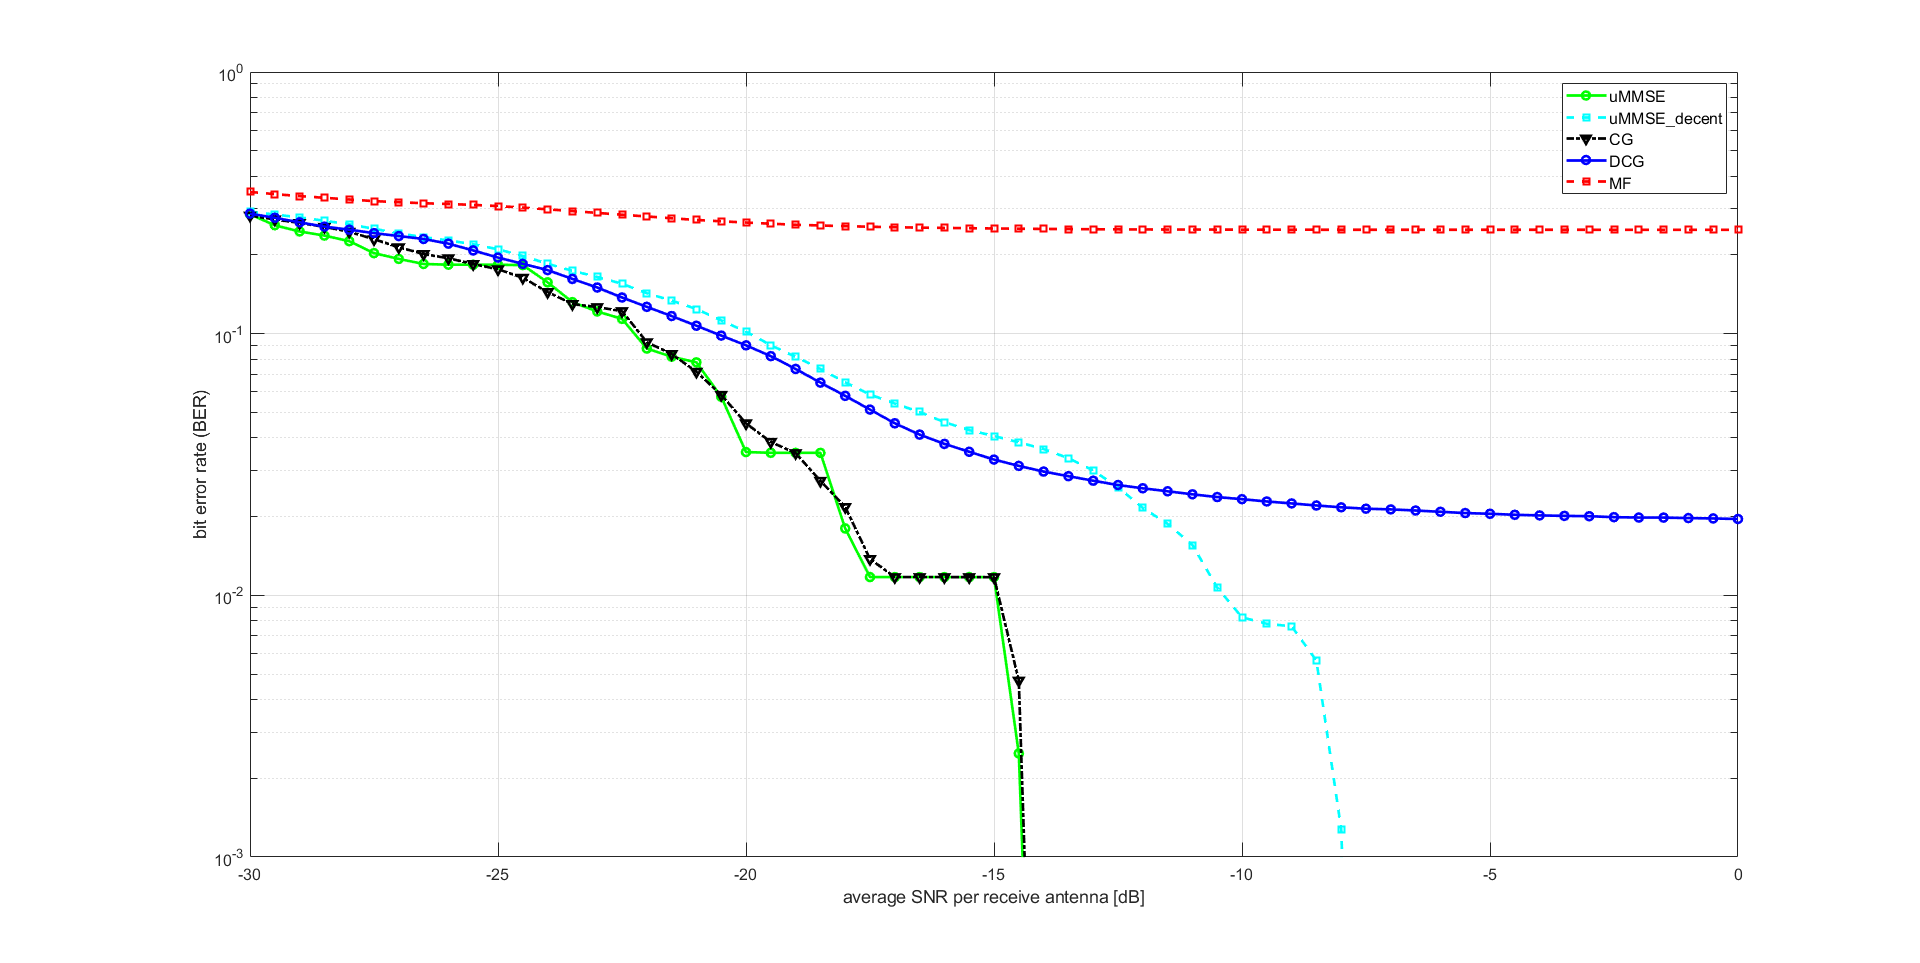 10^0
10^-1
10^-2
10^-3
bit error rate (BER)
uMMSE
uMMSE_decent
CG
DCG
MF
-30 -25 -20 -15 -10 -5 0
average SNR per receive antenna [dB]